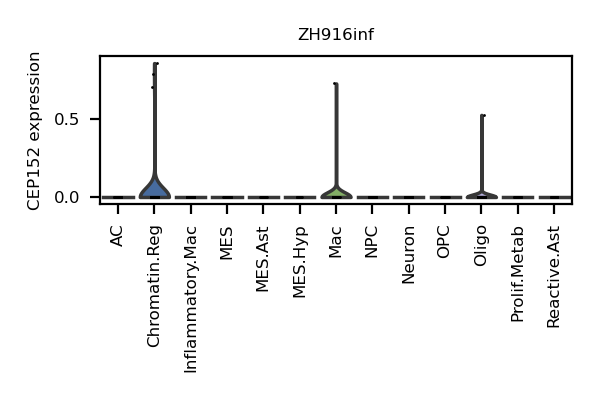 ZH916inf
CEP152 expression
0.5
0.0
AC
Chromatin.Reg
Inflammatory.Mac
MES
MES.Ast
MES.Hyp
Mac
NPC
Neuron
OPC
Oligo
Prolif.Metab
Reactive.Ast